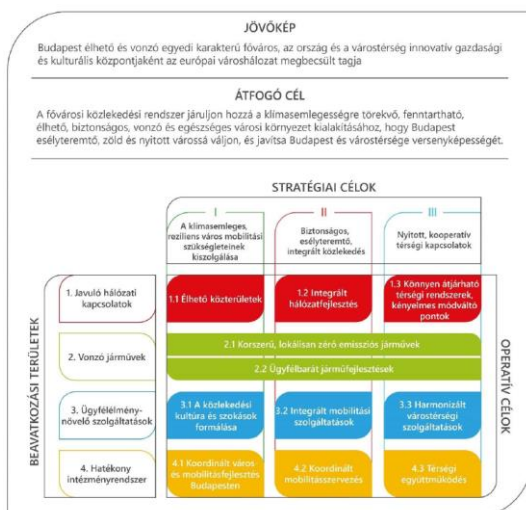 JÖVŐKÉP
Budapest élhető és vonzó egyedi karakterű főváros, az ország és a várostérség innovatív gazdasági
és kulturális központjaként az európai városhálózat megbecsült tagja
ÁTFOGÓ CÉL
A fővárosi közlekedési rendszer járuljon hozzá a klímasemlegességre törekvő, fenntartható,
élhető, biztonságos, vonzó és egészséges városi környezet kialakításához, hogy Budapest
esélyteremtő, zöld és nyitott várossá váljon, és javítsa Budapest és várostérsége versenyképességét.
STRATÉGIAI CÉLOK
I
A klímasemleges,
reziliens város mobilitási
szükségleteinek
kiszolgálása
II
Biztonságos,
esélyteremtő,
integrált közlekedés
III
Nyitott, kooperatív
térségi kapcsolatok
BEAVATKOZÁSI TERÜLETEK
1. Javuló hálózati
kapcsolatok
1.1 Élhető közterületek
1.2 Integrált
hálózatfejlesztés
1.3 Könnyen átjárható
térségi rendszerek,
kényelmes módváltó
pontok
2. Vonzó járművek
2.1 Korszerű, lokálisan zéró emissziós járművek
2.2 Ügyfélbarát járműfejlesztések
3. Ügyfélélmény-
növelő szolgáltatások
3.1 A közlekedési
kultúra és szokások
formálása
3.2 Integrált mobilitási
szolgáltatások
3.3 Harmonizált
várostérségi
szolgáltatások
4. Hatékony
intézményrendszer
4.1 Koordinált város-
és mobilitásfejlesztés
Budapesten
4.2 Koordinált
mobilitásszervezés
4.3 Térségi
együttműködés
OPERATÍV CÉLOK